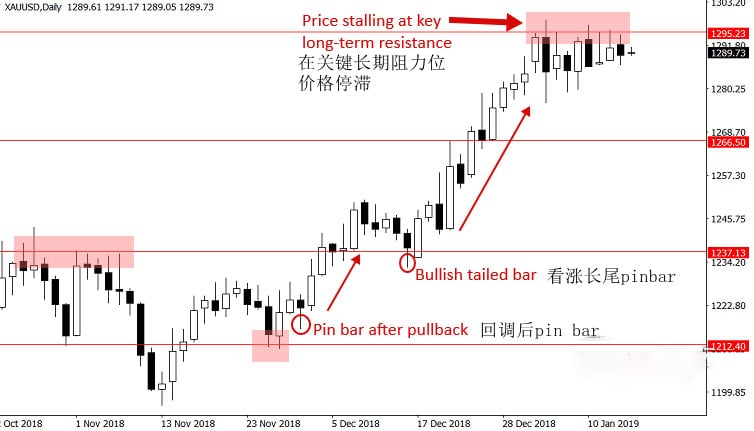 XAUUSD,Daily 1289.61 1291.17 1289.05 1289.73
1303.20
Price stalling at key
long-term resistance
在关键长期阻力位
价格停滞
1295.23
1291.80
1289.73
1280.25
1268.70
1266.50
1257.30
1245.75
1237.13
1234.20
Bullish tailed bar 看涨长尾pinbar
1222.80
Pin bar after pullback 回调后pin bar
1212.40
1199.85
Oct 2018
1 Nov 2018
13 Nov 2018
23 Nov 2018
5 Dec 2018
17 Dec 2018
28 Dec 2018
10 Jan 2019